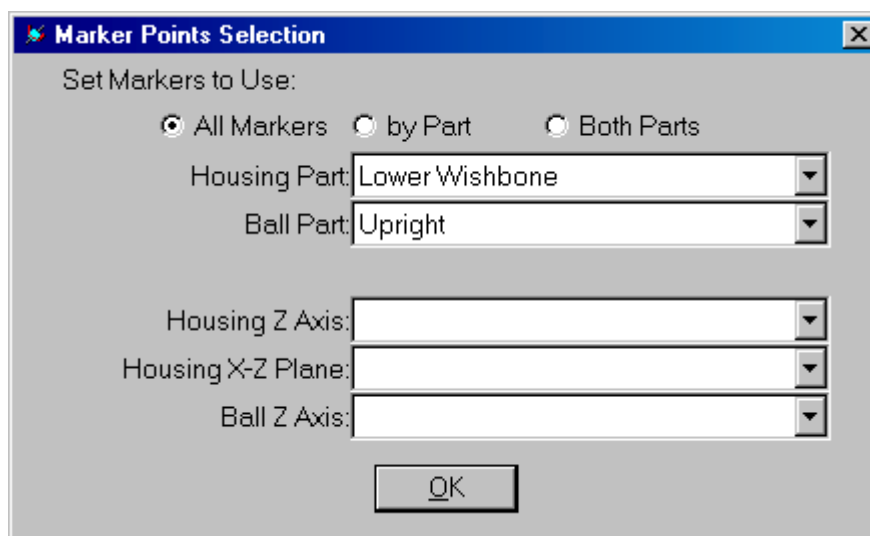 Marker Points Selection
Set Markers to Use:
All Markers by Part Both Parts
Housing Part: Lower Wishbone
Ball Part: Upright
Housing Z Axis:
Housing X-Z Plane:
Ball Z Axis:
OK